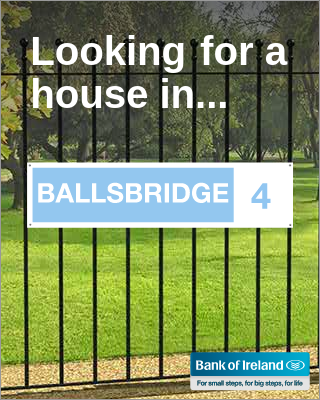 Looking for a
house in...
BALLSBRIDGE 4
Bank of Ireland
For small steps, for big steps, for life